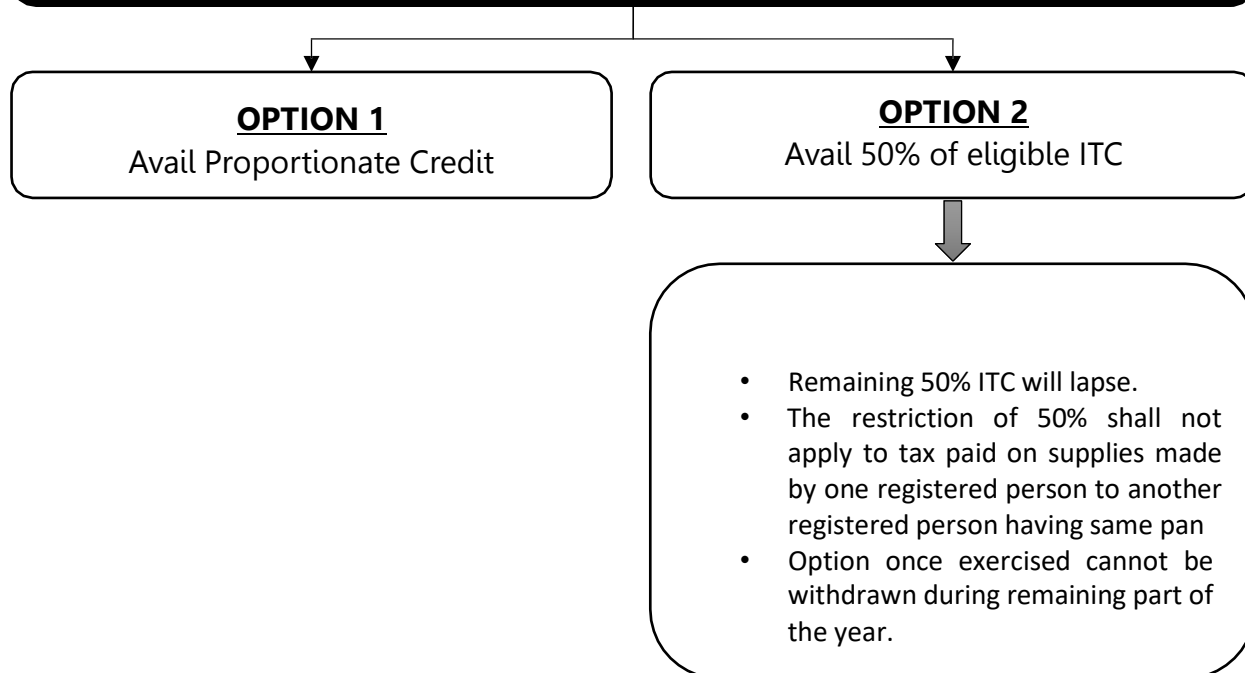 OPTION 1
Avail Proportionate Credit
OPTION 2
Avail 50% of eligible ITC
• Remaining 50% ITC will lapse.
• The restriction of 50% shall not
apply to tax paid on supplies made
by one registered person to another
registered person having same pan
• Option once exercised cannot be
withdrawn during remaining part of
the year.